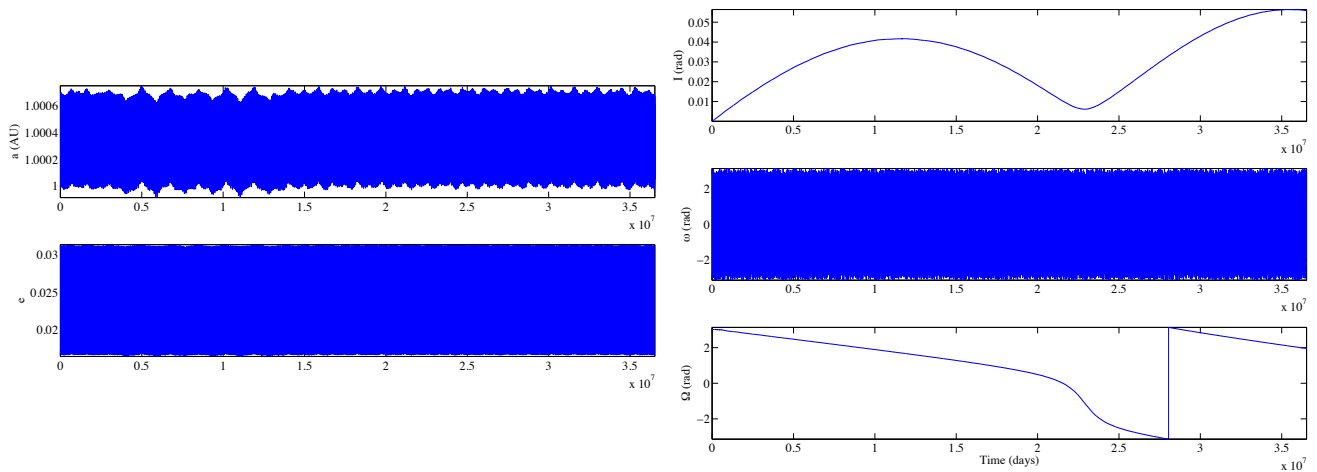 1.0006
1.0004
1.0002
1
a (AU)
0 0.5 1 1.5 2 2.5 3 3.5
x 10^7
0.03
0.025
0.02
e
0 0.5 1 1.5 2 2.5 3 3.5
x 10^7
0.05
0.04
0.03
0.02
0.01
I (rad)
0 0.5 1 1.5 2 2.5 3 3.5
x 10^7
2
0
−2
ω (rad)
0 0.5 1 1.5 2 2.5 3 3.5
x 10^7
2
0
−2
Ω (rad)
0 0.5 1 1.5 2 2.5 3 3.5
Time (days)
x 10^7